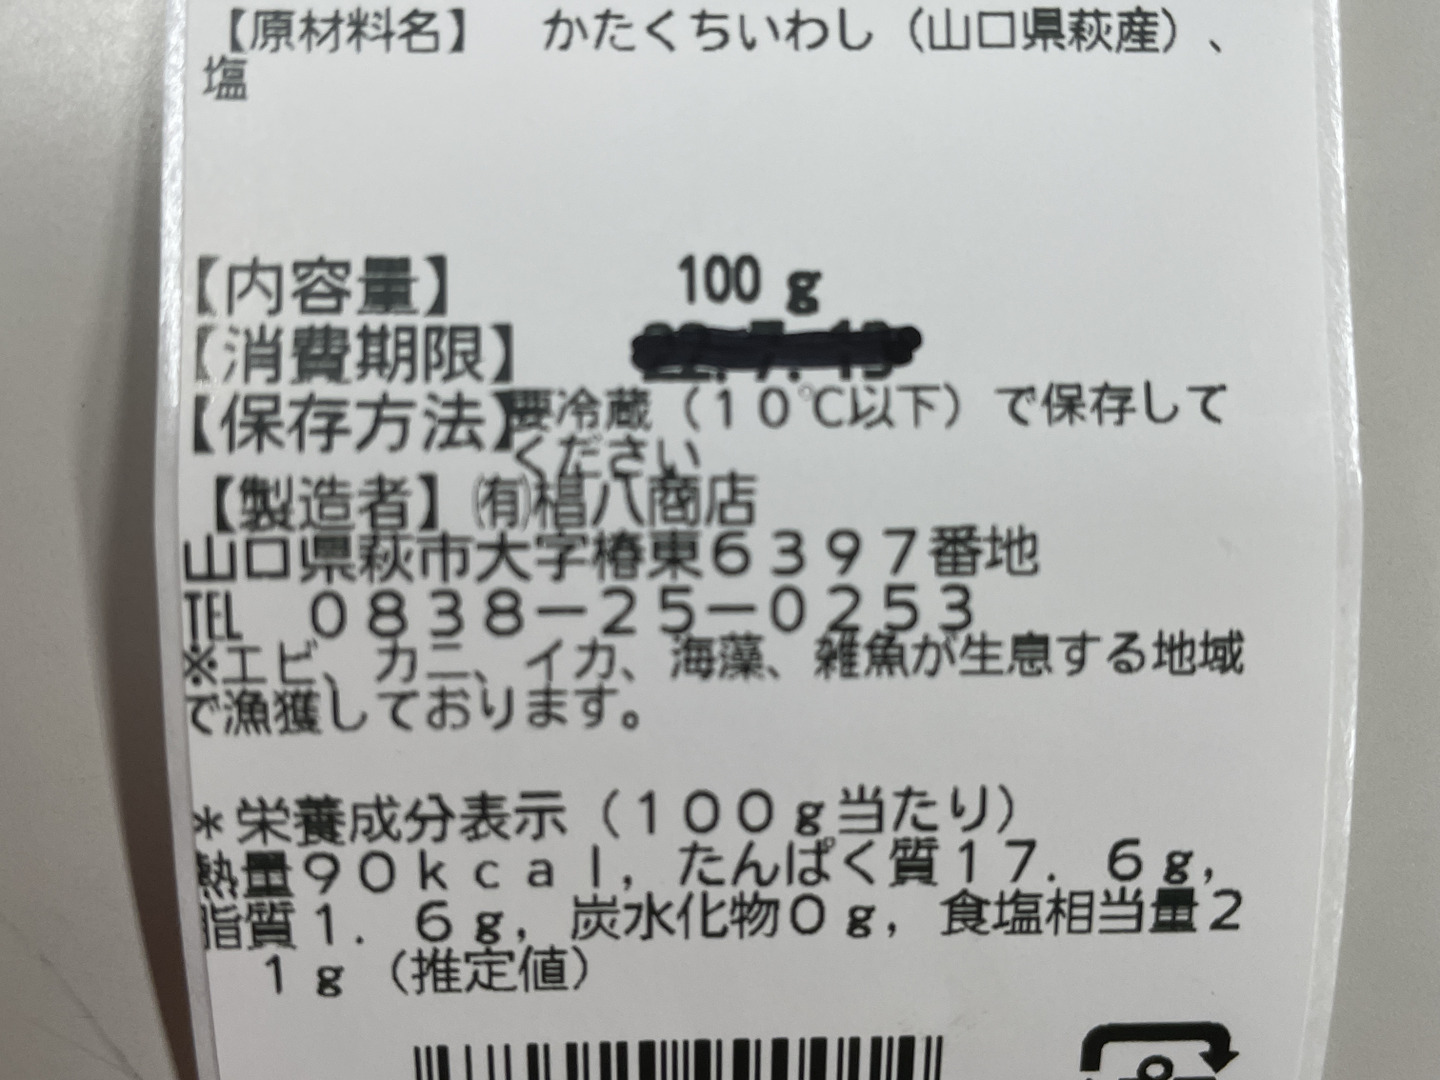 【原材料名】 かたくちいわし（山口県萩産）、
塩
【内容量】 100 g
【消費期限】
【保存方法】要冷蔵（１０℃以下）で保存して
ください
【製造者】㈲椙八商店
山口県萩市大字椿東６３９７番地
TEL ０８３８－２５－０２５３
※エビ、カニ、イカ、海藻、雑魚が生息する地域
で漁獲しております。
＊栄養成分表示（１００ｇ当たり）
熱量９０ｋｃａｌ，たんぱく質１７．６ｇ，
脂質１．６ｇ，炭水化物０ｇ，食塩相当量２
１ｇ（推定値）